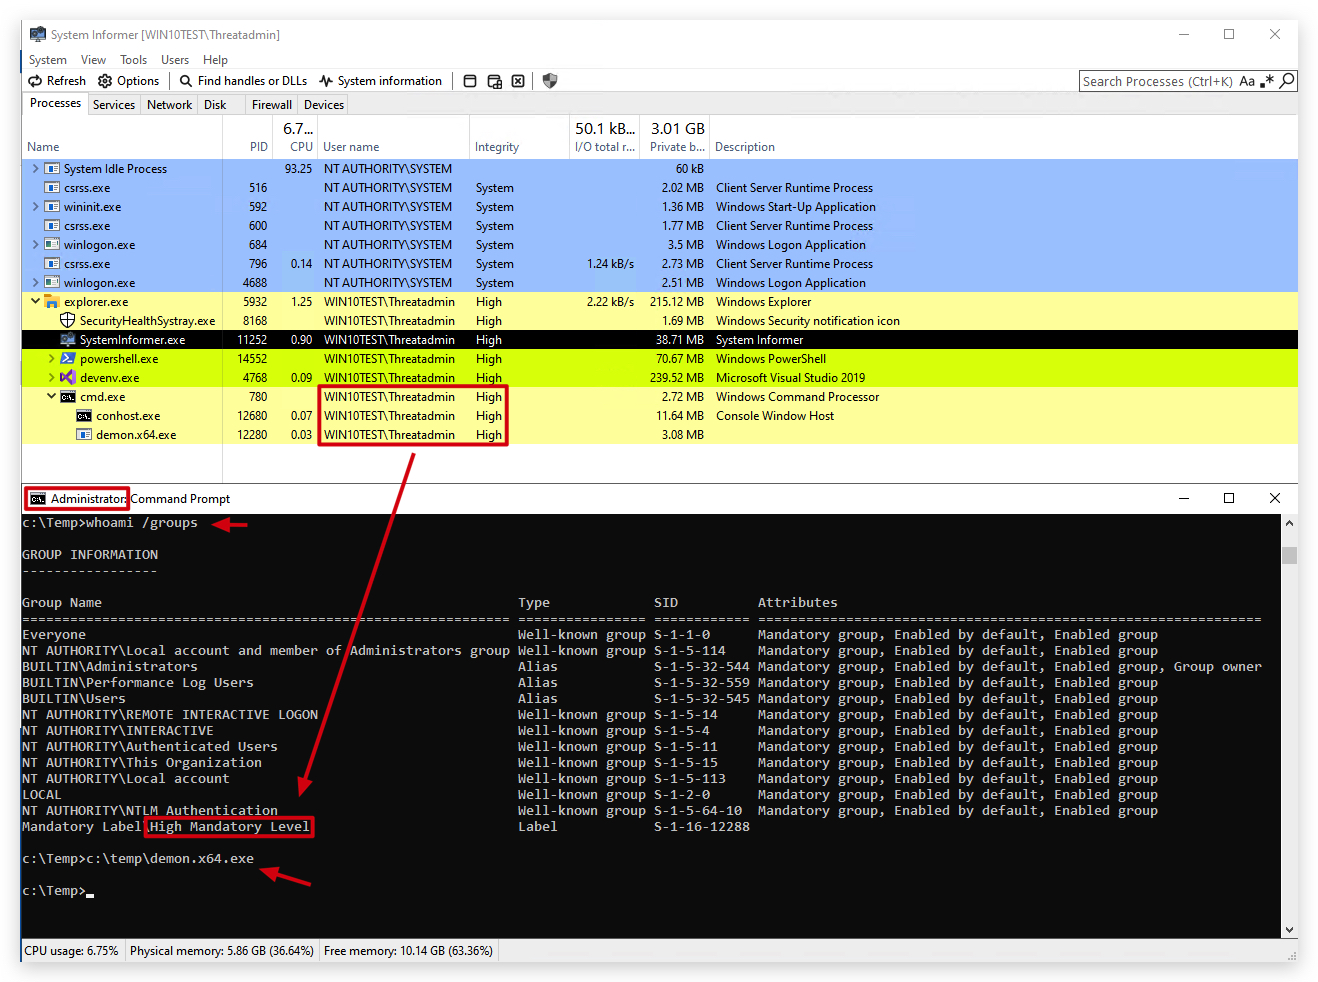 System Informer [WIN10TEST\Threatadmin]
System View Tools Users Help
Refresh Options Find handles or DLLs System information Search Processes (Ctrl+K) Aa .*
Processes Services Network Disk Firewall Devices
6.7... 50.1 kB... 3.01 GB
Name PID CPU User name Integrity I/O total r... Private b... Description
System Idle Process 93.25 NT AUTHORITY\SYSTEM 60 kB
csrss.exe 516 NT AUTHORITY\SYSTEM System 2.02 MB Client Server Runtime Process
wininit.exe 592 NT AUTHORITY\SYSTEM System 1.36 MB Windows Start-Up Application
csrss.exe 600 NT AUTHORITY\SYSTEM System 1.77 MB Client Server Runtime Process
winlogon.exe 684 NT AUTHORITY\SYSTEM System 3.5 MB Windows Logon Application
csrss.exe 796 0.14 NT AUTHORITY\SYSTEM System 1.24 kB/s 2.73 MB Client Server Runtime Process
winlogon.exe 4688 NT AUTHORITY\SYSTEM System 2.51 MB Windows Logon Application
explorer.exe 5932 1.25 WIN10TEST\Threatadmin High 2.22 kB/s 215.12 MB Windows Explorer
SecurityHealthSystray.exe 8168 WIN10TEST\Threatadmin High 1.69 MB Windows Security notification icon
SystemInformer.exe 11252 0.90 WIN10TEST\Threatadmin High 38.71 MB System Informer
powershell.exe 14552 WIN10TEST\Threatadmin High 70.67 MB Windows PowerShell
devenv.exe 4768 0.09 WIN10TEST\Threatadmin High 239.52 MB Microsoft Visual Studio 2019
cmd.exe 780 WIN10TEST\Threatadmin High 2.72 MB Windows Command Processor
conhost.exe 12680 0.07 WIN10TEST\Threatadmin High 11.64 MB Console Window Host
demon.x64.exe 12280 0.03 WIN10TEST\Threatadmin High 3.08 MB
Administrator: Command Prompt
c:\Temp>whoami /groups
GROUP INFORMATION
-----------------
Group Name Type SID Attributes
============================================================= ================ ============ ===============================================================
Everyone Well-known group S-1-1-0 Mandatory group, Enabled by default, Enabled group
NT AUTHORITY\Local account and member of Administrators group Well-known group S-1-5-114 Mandatory group, Enabled by default, Enabled group
BUILTIN\Administrators Alias S-1-5-32-544 Mandatory group, Enabled by default, Enabled group, Group owner
BUILTIN\Performance Log Users Alias S-1-5-32-559 Mandatory group, Enabled by default, Enabled group
BUILTIN\Users Alias S-1-5-32-545 Mandatory group, Enabled by default, Enabled group
NT AUTHORITY\REMOTE INTERACTIVE LOGON Well-known group S-1-5-14 Mandatory group, Enabled by default, Enabled group
NT AUTHORITY\INTERACTIVE Well-known group S-1-5-4 Mandatory group, Enabled by default, Enabled group
NT AUTHORITY\Authenticated Users Well-known group S-1-5-11 Mandatory group, Enabled by default, Enabled group
NT AUTHORITY\This Organization Well-known group S-1-5-15 Mandatory group, Enabled by default, Enabled group
NT AUTHORITY\Local account Well-known group S-1-5-113 Mandatory group, Enabled by default, Enabled group
LOCAL Well-known group S-1-2-0 Mandatory group, Enabled by default, Enabled group
NT AUTHORITY\NTLM Authentication Well-known group S-1-5-64-10 Mandatory group, Enabled by default, Enabled group
Mandatory Label\High Mandatory Level Label S-1-16-12288
c:\Temp>c:\temp\demon.x64.exe
c:\Temp>
CPU usage: 6.75% Physical memory: 5.86 GB (36.64%) Free memory: 10.14 GB (63.36%)